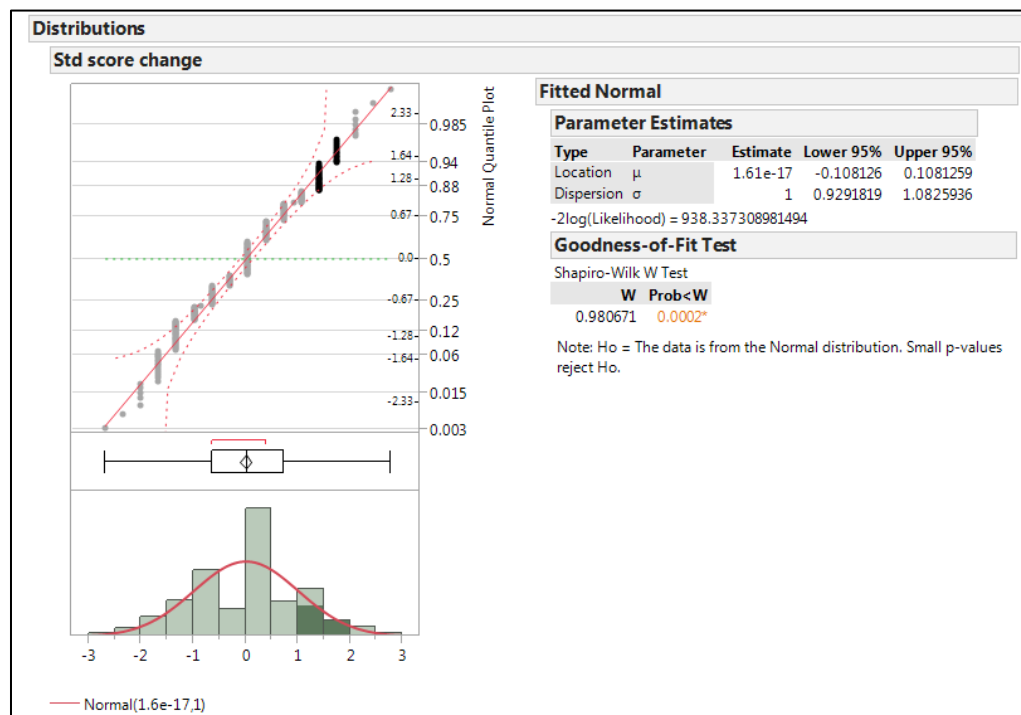 Distributions
Std score change
2.33
1.64
1.28
0.67
0.0
-0.67
-1.28
-1.64
-2.33
0.985
0.94
0.88
0.75
0.5
0.25
0.12
0.06
0.015
0.003
Normal Quantile Plot
-3 -2 -1 0 1 2 3
Normal(1.6e-17,1)
Fitted Normal
Parameter Estimates
Type Parameter Estimate Lower 95% Upper 95%
Location μ 1.61e-17 -0.108126 0.1081259
Dispersion σ 1 0.9291819 1.0825936
-2log(Likelihood) = 938.337308981494
Goodness-of-Fit Test
Shapiro-Wilk W Test
W Prob<W
0.980671 0.0002*
Note: Ho = The data is from the Normal distribution. Small p-values
reject Ho.